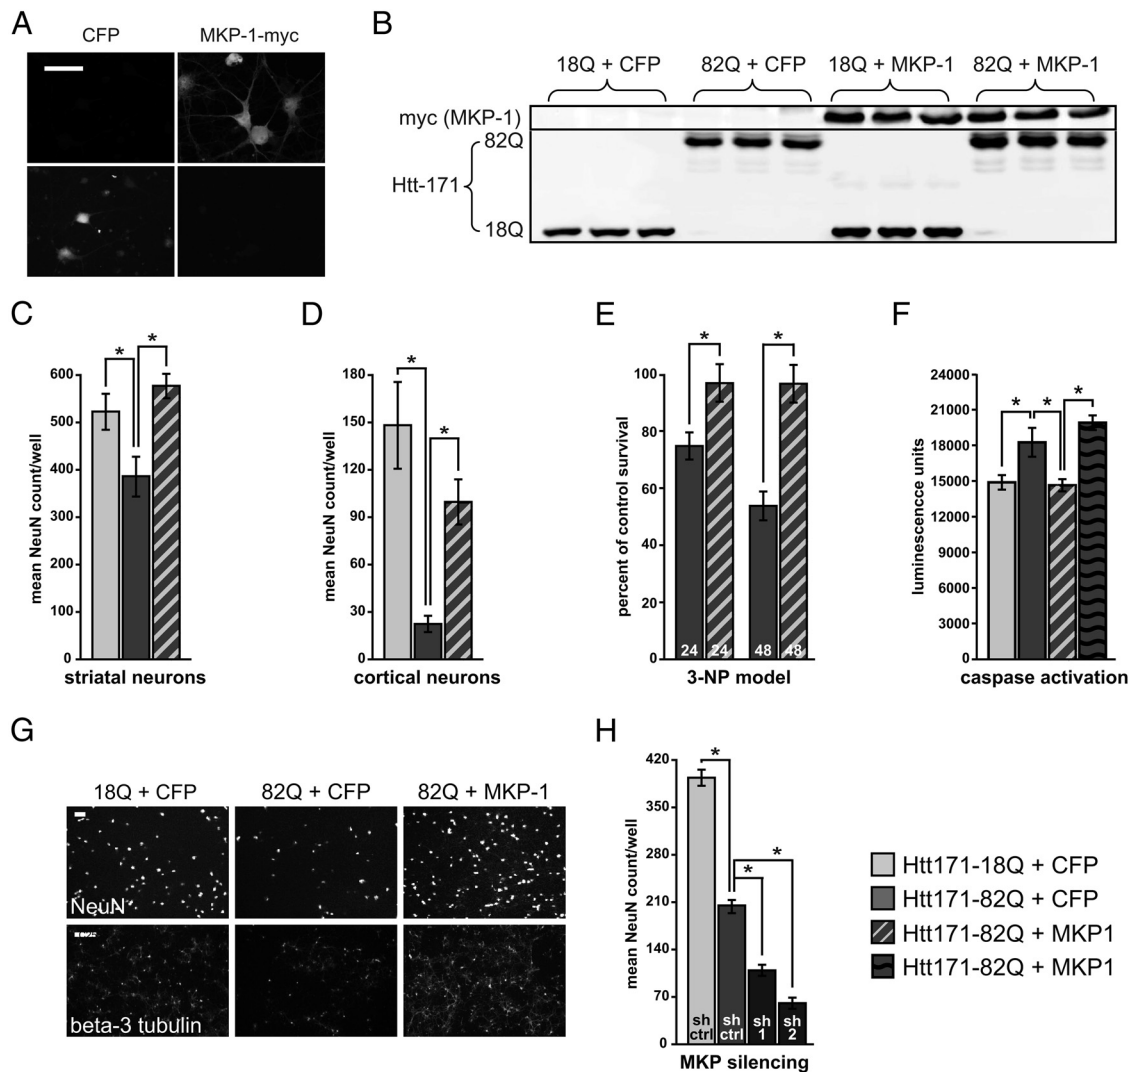 A
CFP
MKP-1-myc
B
18Q + CFP
82Q + CFP
18Q + MKP-1
82Q + MKP-1
myc (MKP-1)
82Q
Htt-171
18Q
C
*
*
600
500
400
300
200
100
0
mean NeuN count/well
striatal neurons
D
*
*
180
150
120
90
60
30
0
mean NeuN count/well
cortical neurons
E
*
*
100
80
60
40
20
0
percent of control survival
24
24
48
48
3-NP model
F
*
*
*
24000
21000
18000
15000
12000
9000
6000
3000
0
luminescencce units
caspase activation
G
18Q + CFP
82Q + CFP
82Q + MKP-1
NeuN
beta-3 tubulin
H
*
*
*
420
350
280
210
140
70
0
mean NeuN count/well
sh ctrl
sh ctrl
sh 1
sh 2
MKP silencing
Htt171-18Q + CFP
Htt171-82Q + CFP
Htt171-82Q + MKP1
Htt171-82Q + MKP1